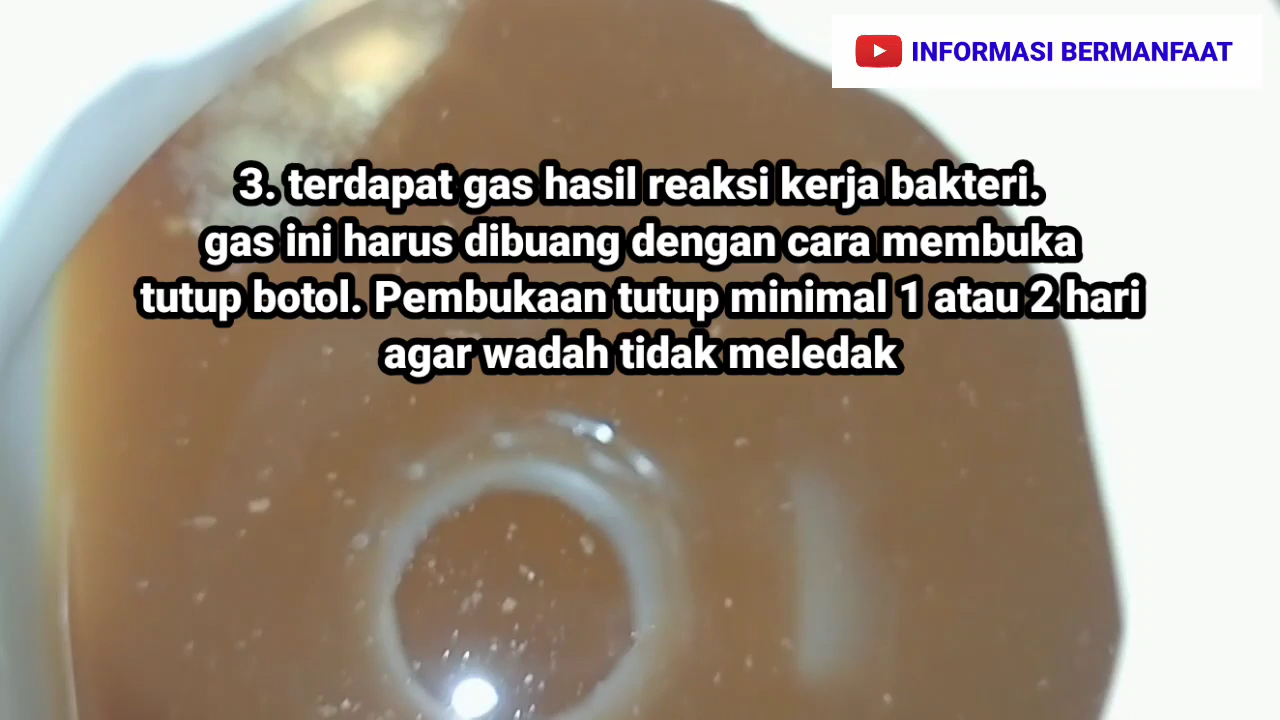 INFORMASI BERMANFAAT
3. terdapat gas hasil reaksi kerja bakteri.
gas ini harus dibuang dengan cara membuka
tutup botol. Pembukaan tutup minimal 1 atau 2 hari
agar wadah tidak meledak